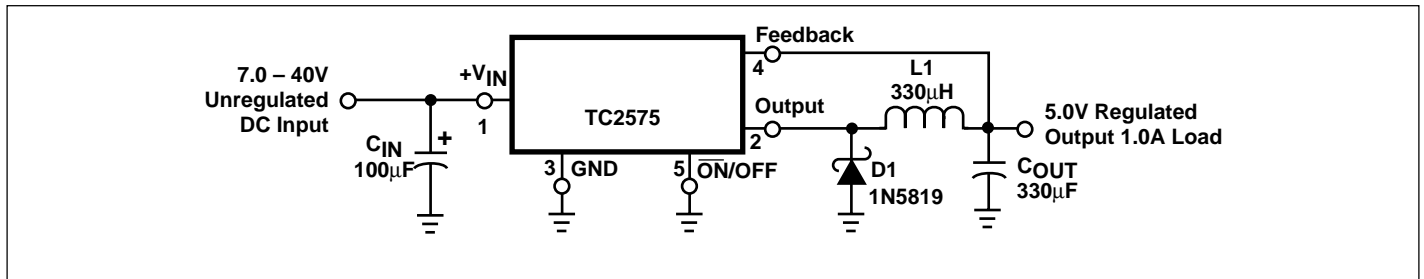 7.0 – 40V
Unregulated
DC Input
+VIN
1
CIN
100µF
+
TC2575
3
GND
5
O̅N̅/OFF
Feedback
4
Output
2
L1
330µH
D1
1N5819
5.0V Regulated
Output 1.0A Load
COUT
330µF